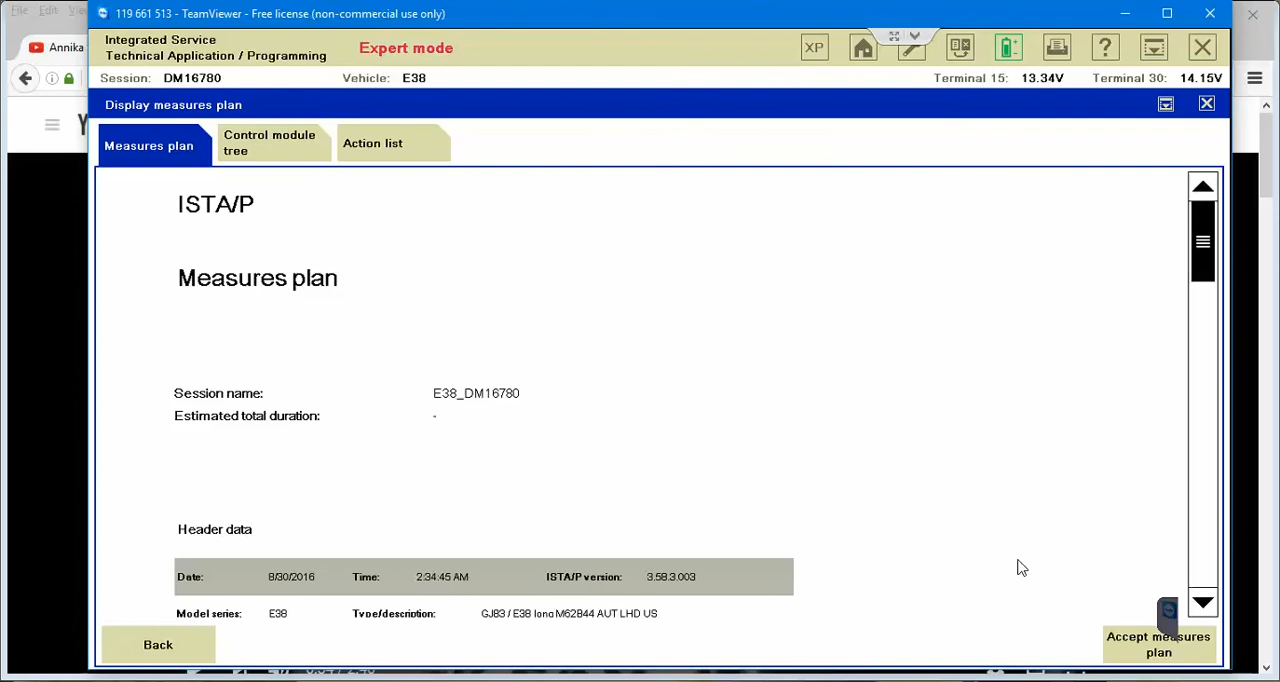 File Edit
119 661 513 - TeamViewer - Free license (non-commercial use only)
Annika
Integrated Service
Technical Application / Programming
Expert mode
XP
?
Session: DM16780 Vehicle: E38 Terminal 15: 13.34V Terminal 30: 14.15V
Display measures plan
Measures plan
Control module
tree
Action list
ISTA/P
Measures plan
Session name: E38_DM16780
Estimated total duration: -
Header data
Date: 8/30/2016 Time: 2:34:45 AM ISTA/P version: 3.58.3.003
Model series: E38 Type/description: GJ83 / E38 long M62B44 AUT LHD US
Back
Accept measures
plan